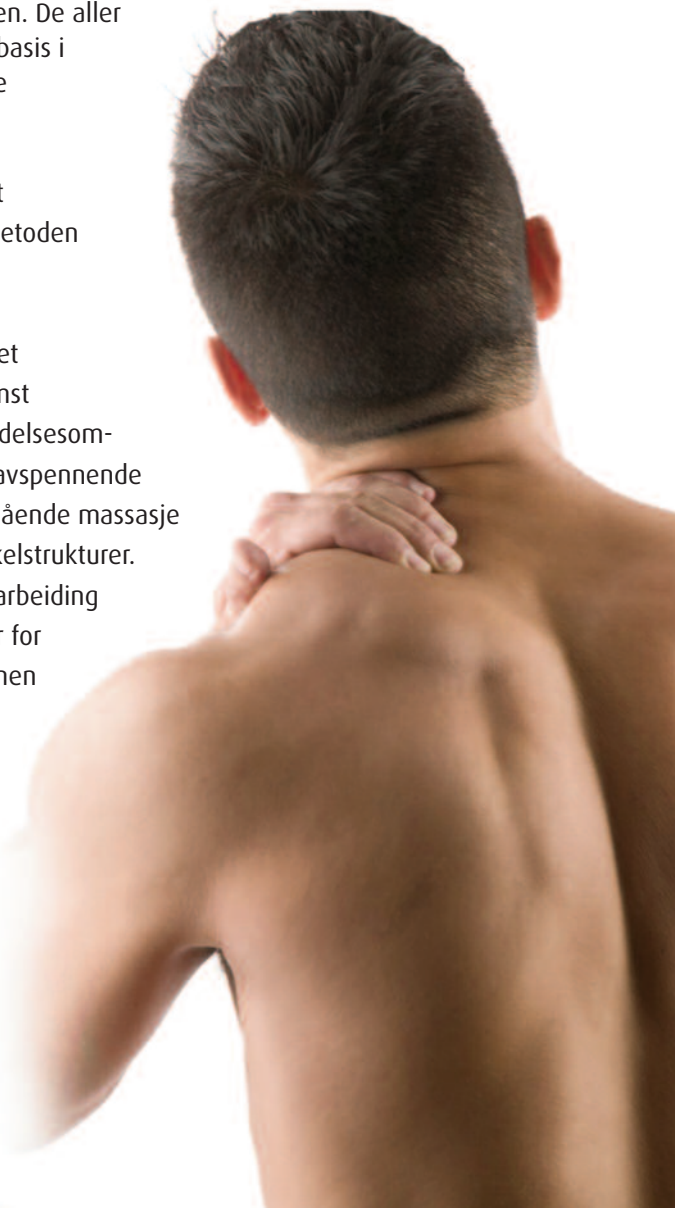 en. De aller
basis i
e
t
etoden
et
nst
delsesom-
avspennende
ående massasje
kelstrukturer.
arbeiding
r for
nen